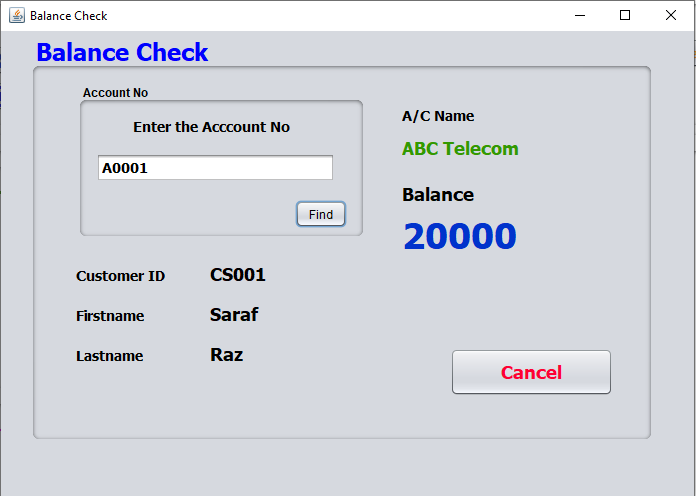 Balance Check
Balance Check
Account No
Enter the Acccount No
A0001
Find
A/C Name
ABC Telecom
Balance
20000
Customer ID CS001
Firstname Saraf
Lastname Raz
Cancel